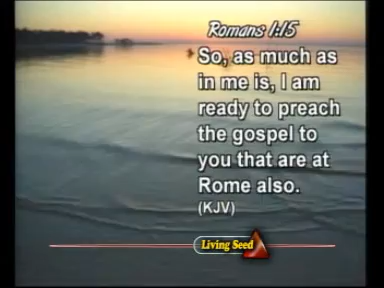 Romans 1:15
So, as much as
in me is, I am
ready to preach
the gospel to
you that are at
Rome also.
(KJV)
Living Seed